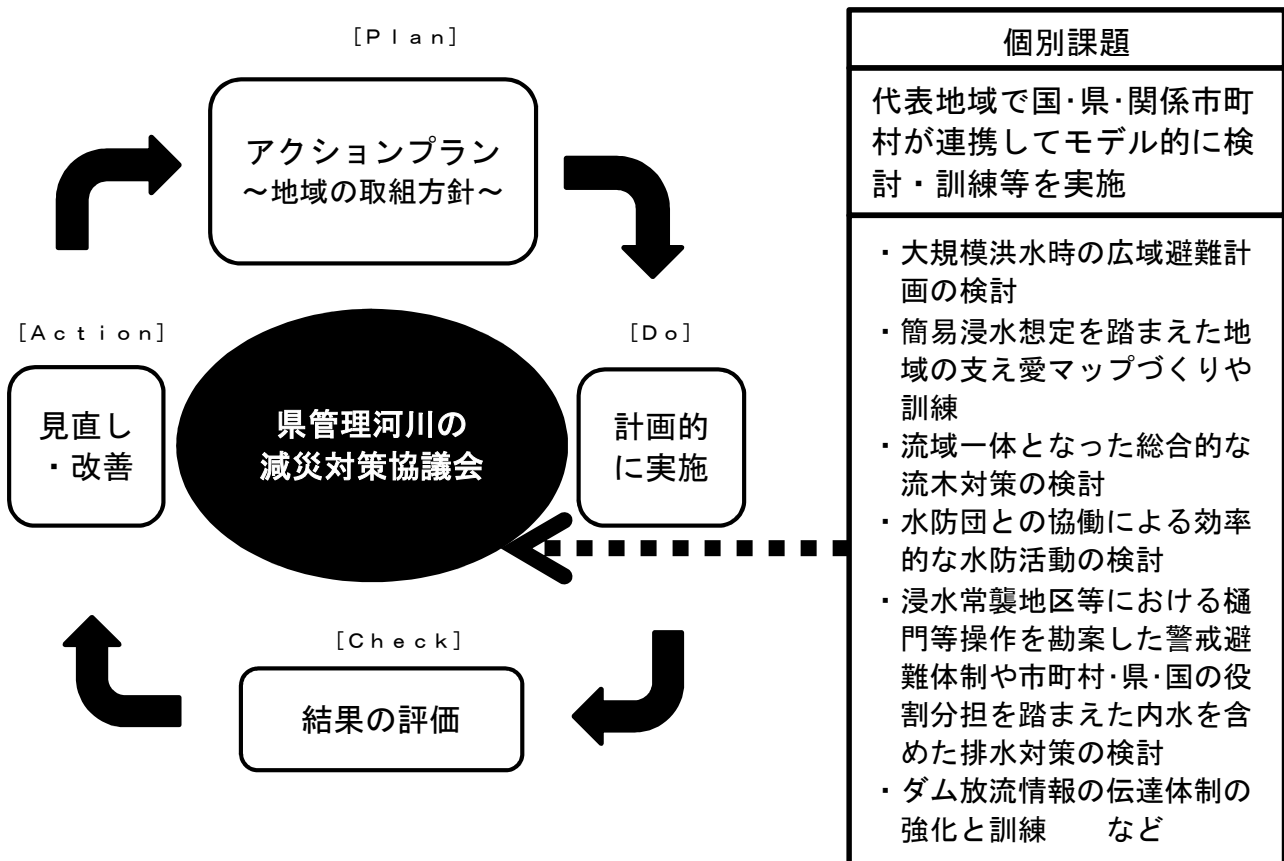 [Plan]
アクションプラン
～地域の取組方針～
[Action]
見直し
・改善
県管理河川の
減災対策協議会
[Do]
計画的
に実施
[Check]
結果の評価
個別課題
代表地域で国･県･関係市町
村が連携してモデル的に検
討・訓練等を実施
・大規模洪水時の広域避難計
画の検討
・簡易浸水想定を踏まえた地
域の支え愛マップづくりや
訓練
・流域一体となった総合的な
流木対策の検討
・水防団との協働による効率
的な水防活動の検討
・浸水常襲地区等における樋
門等操作を勘案した警戒避
難体制や市町村･県･国の役
割分担を踏まえた内水を含
めた排水対策の検討
・ダム放流情報の伝達体制の
強化と訓練　　など